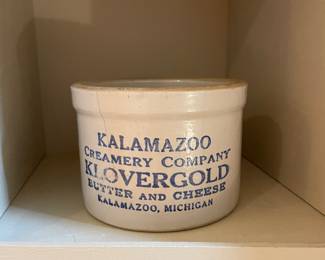 KALAMAZOO
CREAMERY COMPANY
KLOVERGOLD
BUTTER AND CHEESE
KALAMAZOO, MICHIGAN